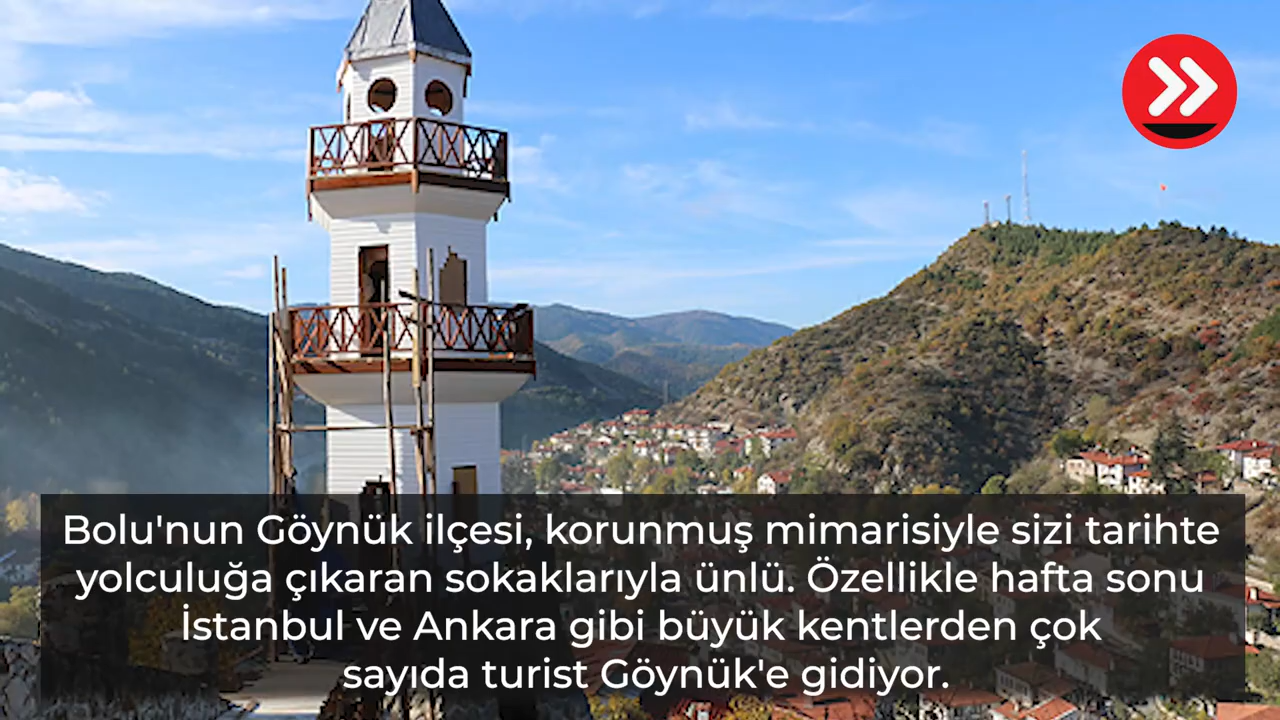 Bolu'nun Göynük ilçesi, korunmuş mimarisiyle sizi tarihte
yolculuğa çıkaran sokaklarıyla ünlü. Özellikle hafta sonu
İstanbul ve Ankara gibi büyük kentlerden çok
sayıda turist Göynük'e gidiyor.